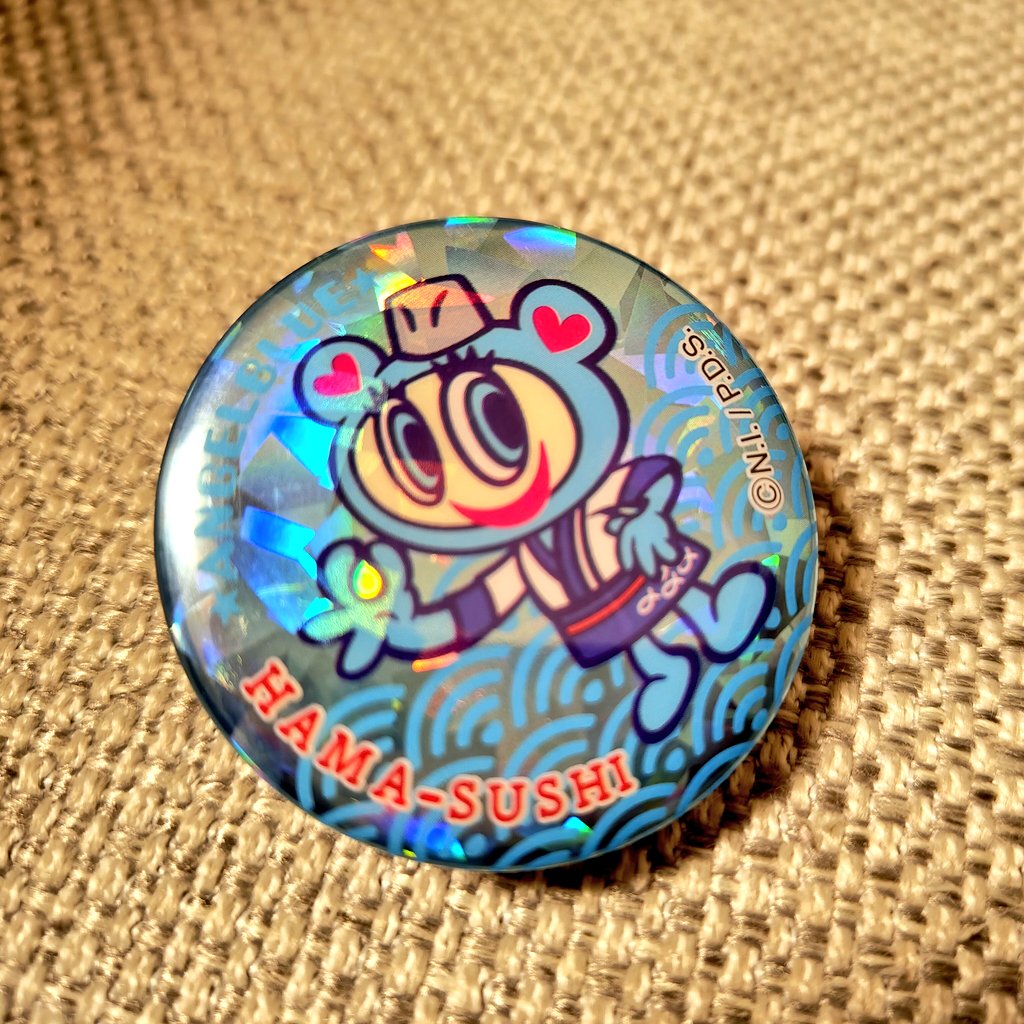 ★ANGEL BLUE★
©N.I. / P.D.S.
HAMA-SUSHI